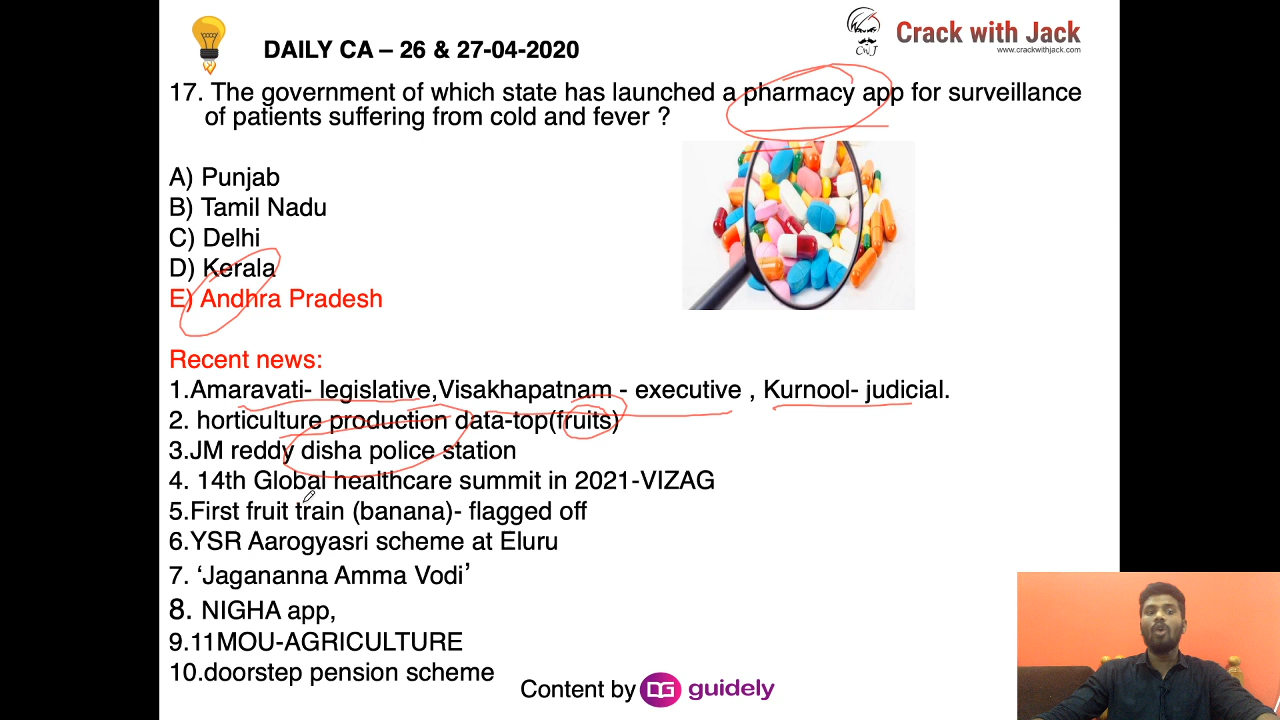 DAILY CA – 26 & 27-04-2020
Crack with Jack
CwJ
www.crackwithjack.com
17. The government of which state has launched a pharmacy app for surveillance
of patients suffering from cold and fever ?
A) Punjab
B) Tamil Nadu
C) Delhi
D) Kerala
E) Andhra Pradesh
Recent news:
1.Amaravati- legislative,Visakhapatnam - executive , Kurnool- judicial.
2. horticulture production data-top(fruits)
3.JM reddy disha police station
4. 14th Global healthcare summit in 2021-VIZAG
5.First fruit train (banana)- flagged off
6.YSR Aarogyasri scheme at Eluru
7. ‘Jagananna Amma Vodi’
8. NIGHA app,
9.11MOU-AGRICULTURE
10.doorstep pension scheme
Content by DG guidely